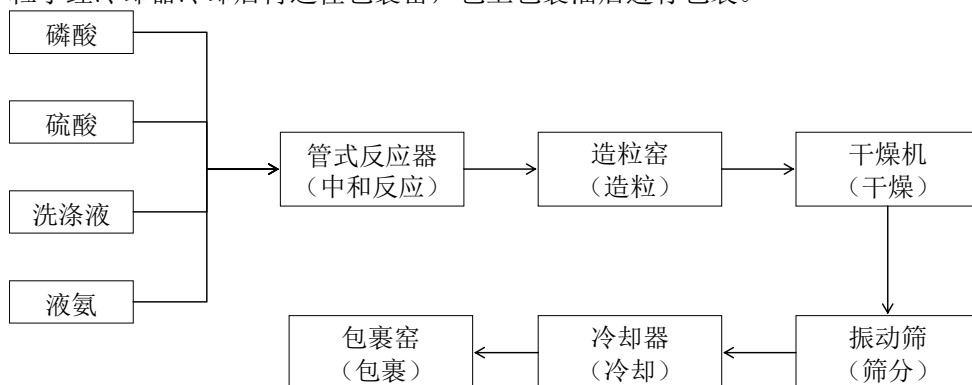 磷酸
硫酸
洗涤液
液氨
管式反应器
（中和反应）
造粒窑
（造粒）
干燥机
（干燥）
包裹窑
（包裹）
冷却器
（冷却）
振动筛
（筛分）